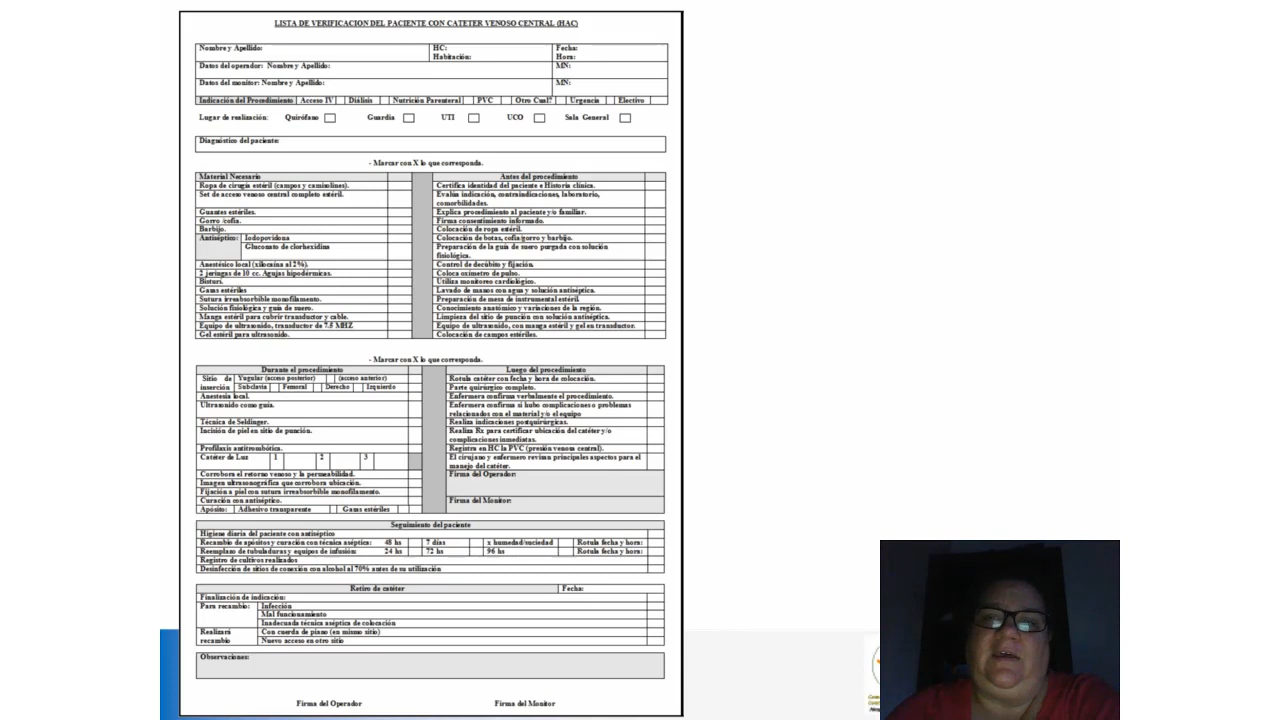 LISTA DE VERIFICACION DEL PACIENTE CON CATETER VENOSO CENTRAL (HAC)
Nombre y Apellido: HC: Fecha:
Habitación: Hora:
Datos del operador: Nombre y Apellido: MN:
Datos del monitor: Nombre y Apellido: MN:
Indicación del Procedimiento Acceso IV Diálisis Nutrición Parenteral PVC Otro Cual? Urgencia Electivo
Lugar de realización: Quirófano Guardia UTI UCO Sala General
Diagnóstico del paciente:
- Marcar con X lo que corresponda.
Material Necesario
Ropa de cirugía estéril (campos y camisolines).
Set de acceso venoso central completo estéril.
Guantes estériles.
Gorro /cofia.
Barbijo.
Antiséptico: Iodopovidona
Gluconato de clorhexidina
Anestésico local (xilocaína al 2%).
2 jeringas de 10 cc. Agujas hipodérmicas.
Bisturí.
Gasas estériles
Sutura irreabsorbible monofilamento.
Solución fisiológica y guía de suero.
Manga estéril para cubrir transductor y cable.
Equipo de ultrasonido, transductor de 7.5 MHZ
Gel estéril para ultrasonido.
Antes del procedimiento
Certifica identidad del paciente e Historia clínica.
Evalúa indicación, contraindicaciones, laboratorio,
comorbilidades.
Explica procedimiento al paciente y/o familiar.
Firma consentimiento informado.
Colocación de ropa estéril.
Colocación de botas, cofia/gorro y barbijo.
Preparación de la guía de suero purgada con solución
fisiológica.
Control de decúbito y fijación.
Coloca oxímetro de pulso.
Utiliza monitoreo cardiológico.
Lavado de manos con agua y solución antiséptica.
Preparación de mesa de instrumental estéril.
Conocimiento anatómico y variaciones de la región.
Limpieza del sitio de punción con solución antiséptica.
Equipo de ultrasonido, con manga estéril y gel en transductor.
Colocación de campos estériles.
- Marcar con X lo que corresponda.
Durante el procedimiento
Sitio de Yugular (acceso posterior) (acceso anterior)
inserción Subclavia Femoral Derecho Izquierdo
Anestesia local.
Ultrasonido como guía.
Técnica de Seldinger.
Incisión de piel en sitio de punción.
Profilaxis antitrombótica.
Catéter de Luz 1 2 3
Corrobora el retorno venoso y la permeabilidad.
Imagen ultrasonográfica que corrobora ubicación.
Fijación a piel con sutura irreabsorbible monofilamento.
Curación con antiséptico.
Apósito: Adhesivo transparente Gasas estériles
Luego del procedimiento
Rotula catéter con fecha y hora de colocación.
Parte quirúrgico completo.
Enfermera confirma verbalmente el procedimiento.
Enfermera confirma si hubo complicaciones o problemas
relacionados con el material y/o el equipo
Realiza indicaciones postquirúrgicas.
Realiza Rx para certificar ubicación del catéter y/o
complicaciones inmediatas.
Registra en HC la PVC (presión venosa central).
El cirujano y enfermero revisan principales aspectos para el
manejo del catéter.
Firma del Operador:
Firma del Monitor:
Seguimiento del paciente
Higiene diaria del paciente con antiséptico
Recambio de apósitos y curación con técnica aséptica: 48 hs 7 días x humedad/suciedad Rotula fecha y hora:
Reemplazo de tubuladuras y equipos de infusión: 24 hs 72 hs 96 hs Rotula fecha y hora:
Registro de cultivos realizados
Desinfección de sitios de conexión con alcohol al 70% antes de su utilización
Retiro de catéter Fecha:
Finalización de indicación:
Para recambio: Infección
Mal funcionamiento
Inadecuada técnica aséptica de colocación
Realizará Con cuerda de piano (en mismo sitio)
recambio Nuevo acceso en otro sitio
Observaciones:
Firma del Operador Firma del Monitor